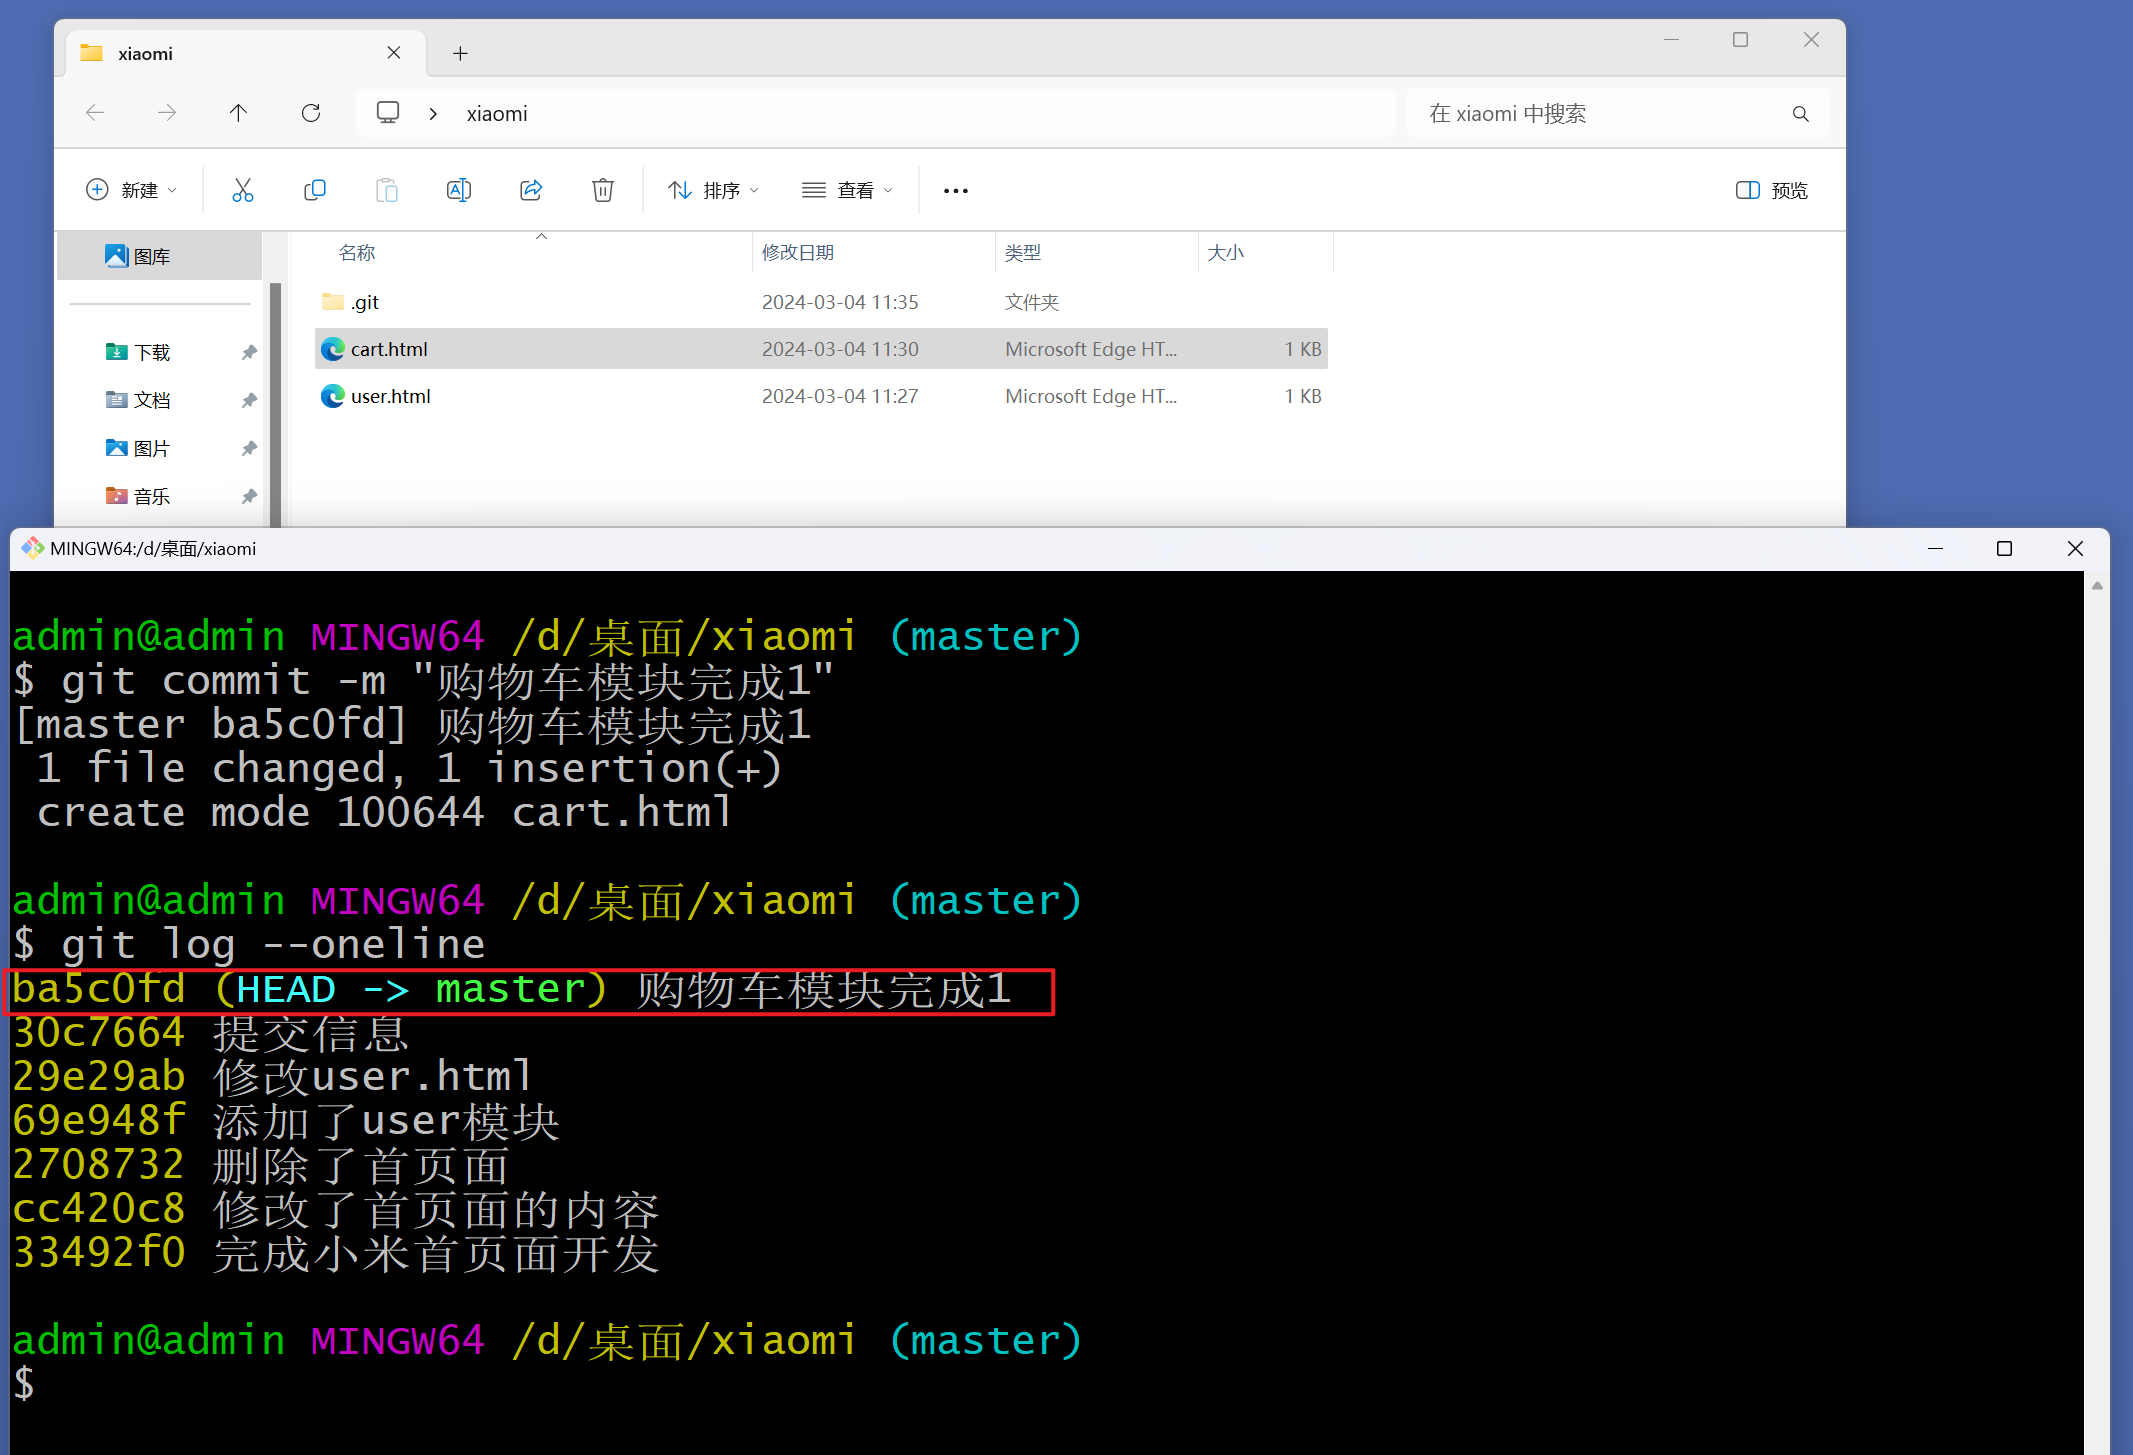 xiaomi
xiaomi
在 xiaomi 中搜索
新建
排序
查看
预览
图库
名称 修改日期 类型 大小
.git 2024-03-04 11:35 文件夹
cart.html 2024-03-04 11:30 Microsoft Edge HT... 1 KB
user.html 2024-03-04 11:27 Microsoft Edge HT... 1 KB
下载
文档
图片
音乐
MINGW64:/d/桌面/xiaomi
admin@admin MINGW64 /d/桌面/xiaomi (master)
$ git commit -m "购物车模块完成1"
[master ba5c0fd] 购物车模块完成1
1 file changed, 1 insertion(+)
create mode 100644 cart.html
admin@admin MINGW64 /d/桌面/xiaomi (master)
$ git log --oneline
ba5c0fd (HEAD -> master) 购物车模块完成1
30c7664 提交信息
29e29ab 修改user.html
69e948f 添加了user模块
2708732 删除了首页面
cc420c8 修改了首页面的内容
33492f0 完成小米首页面开发
admin@admin MINGW64 /d/桌面/xiaomi (master)
$